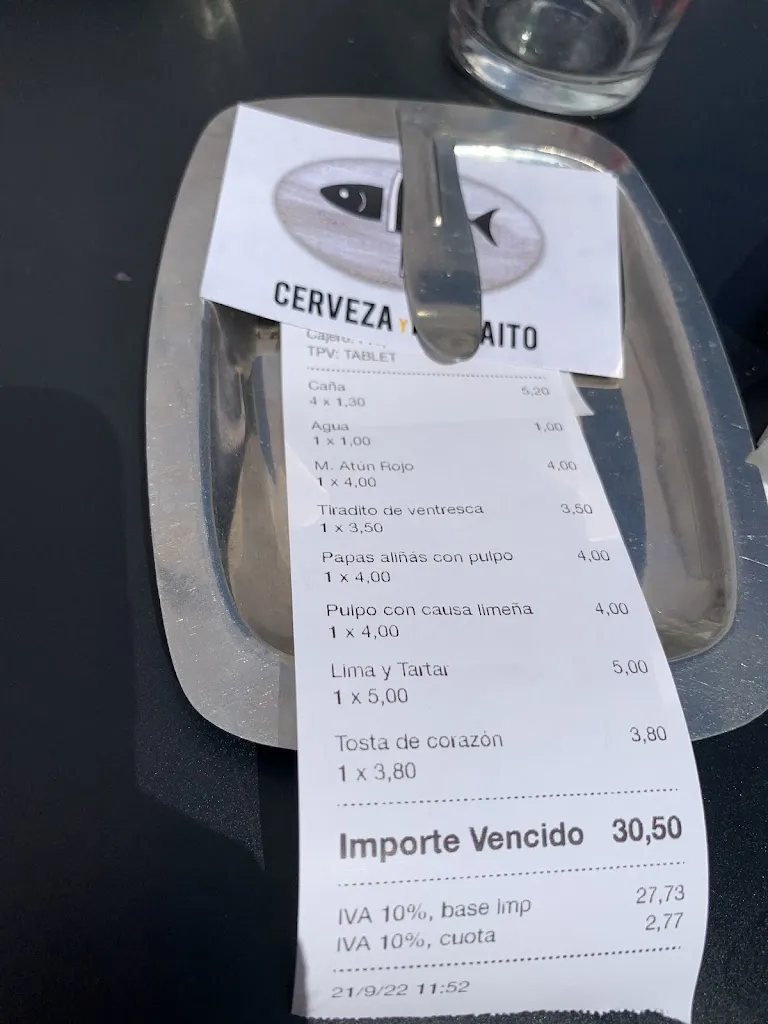 CERVEZA Y AITO
Cajero:
TPV: TABLET
Caña 5,20
4 x 1,30
Agua 1,00
1 x 1,00
M. Atún Rojo 4,00
1 x 4,00
Tiradito de ventresca 3,50
1 x 3,50
Papas aliñás con pulpo 4,00
1 x 4,00
Pulpo con causa limeña 4,00
1 x 4,00
Lima y Tartar 5,00
1 x 5,00
Tosta de corazón 3,80
1 x 3,80
Importe Vencido 30,50
IVA 10%, base Imp 27,73
IVA 10%, cuota 2,77
21/9/22 11:52